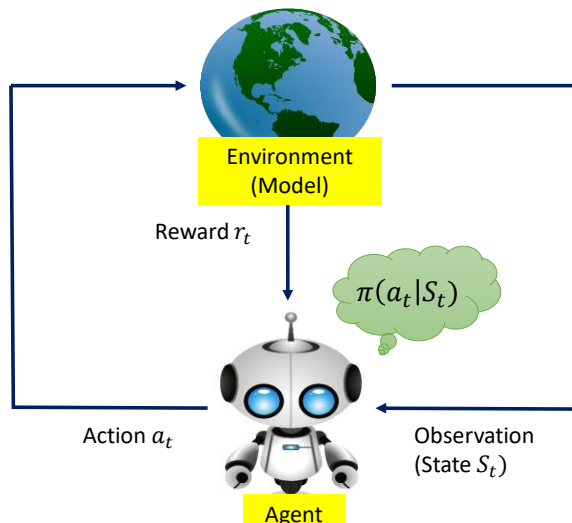 Environment
(Model)
Reward r_t
π(a_t|S_t)
Action a_t
Observation
(State S_t)
Agent